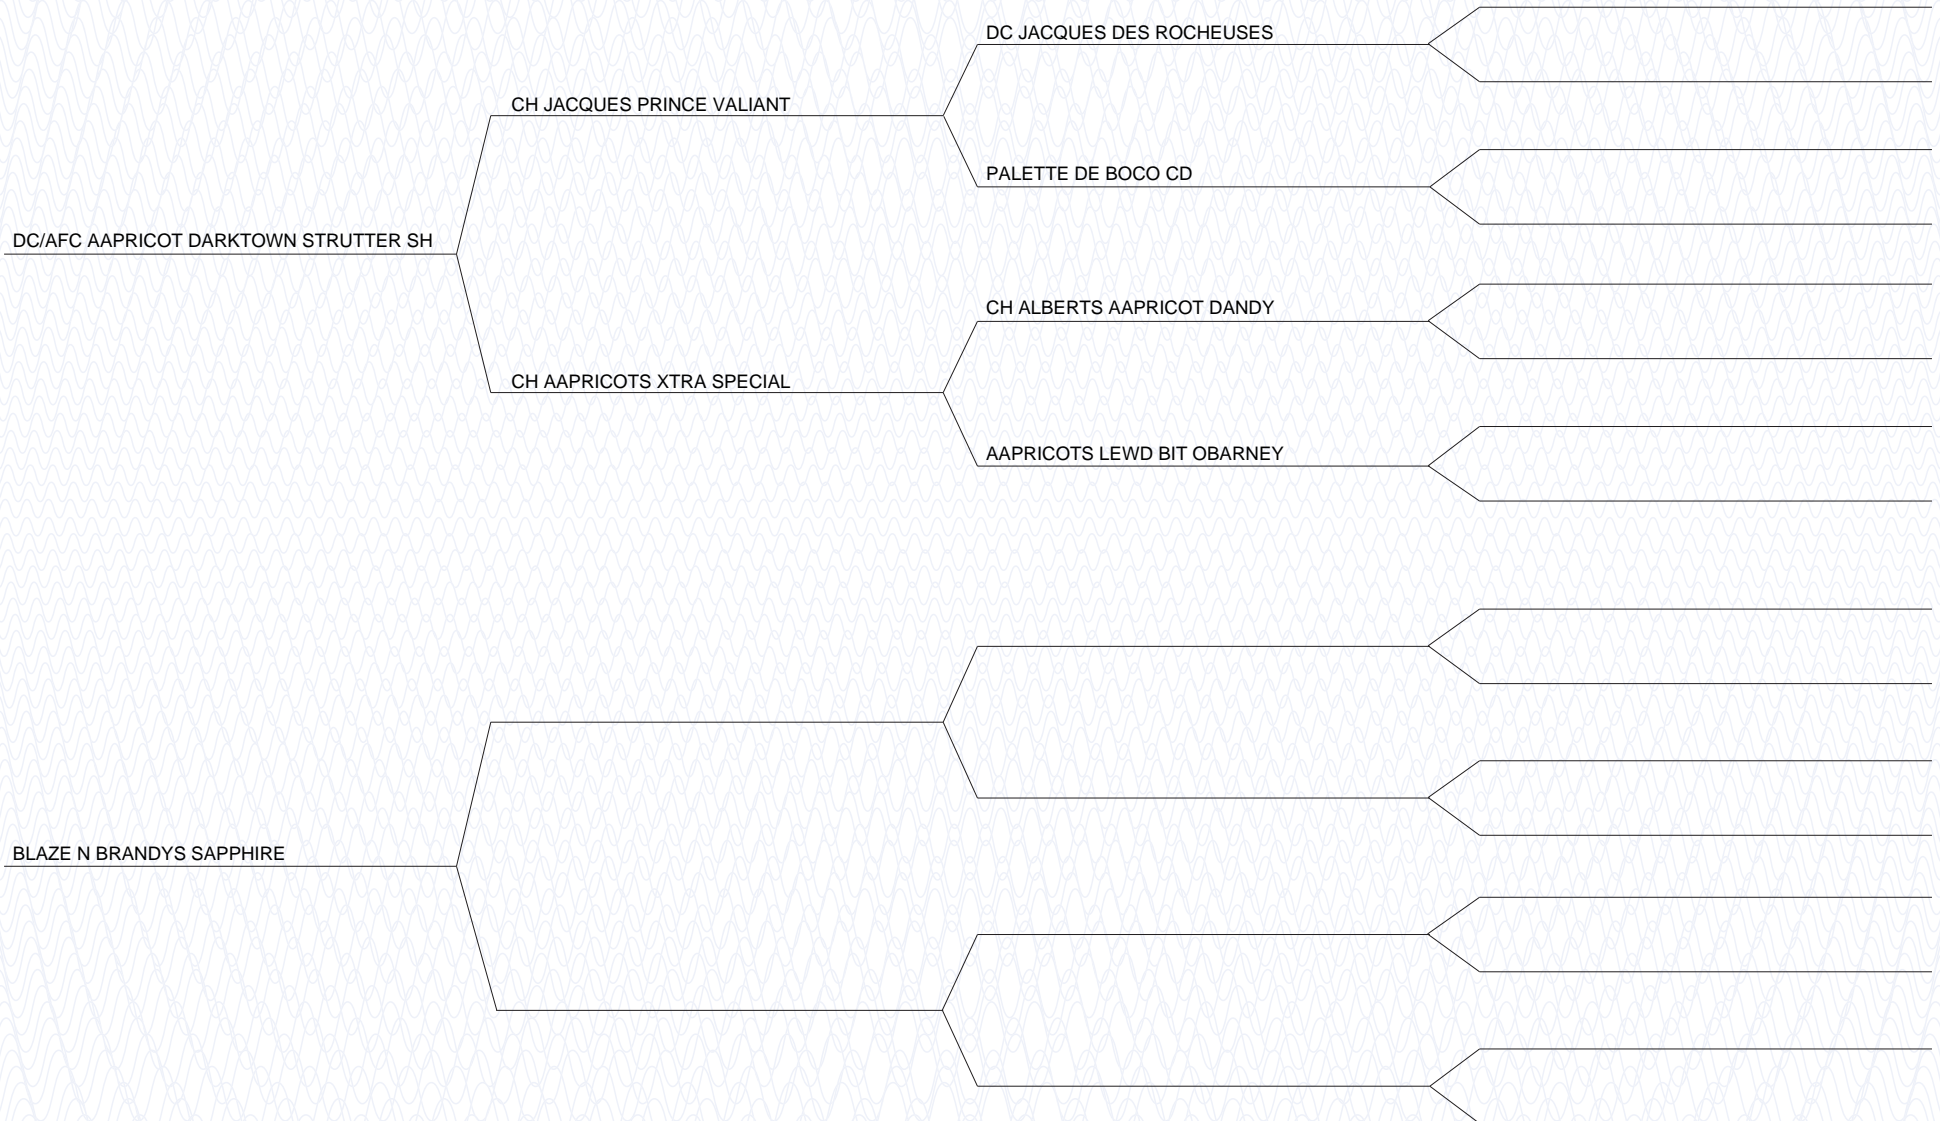 DC JACQUES DES ROCHEUSES
CH JACQUES PRINCE VALIANT
PALETTE DE BOCO CD
DC/AFC AAPRICOT DARKTOWN STRUTTER SH
CH ALBERTS AAPRICOT DANDY
CH AAPRICOTS XTRA SPECIAL
AAPRICOTS LEWD BIT OBARNEY
BLAZE N BRANDYS SAPPHIRE